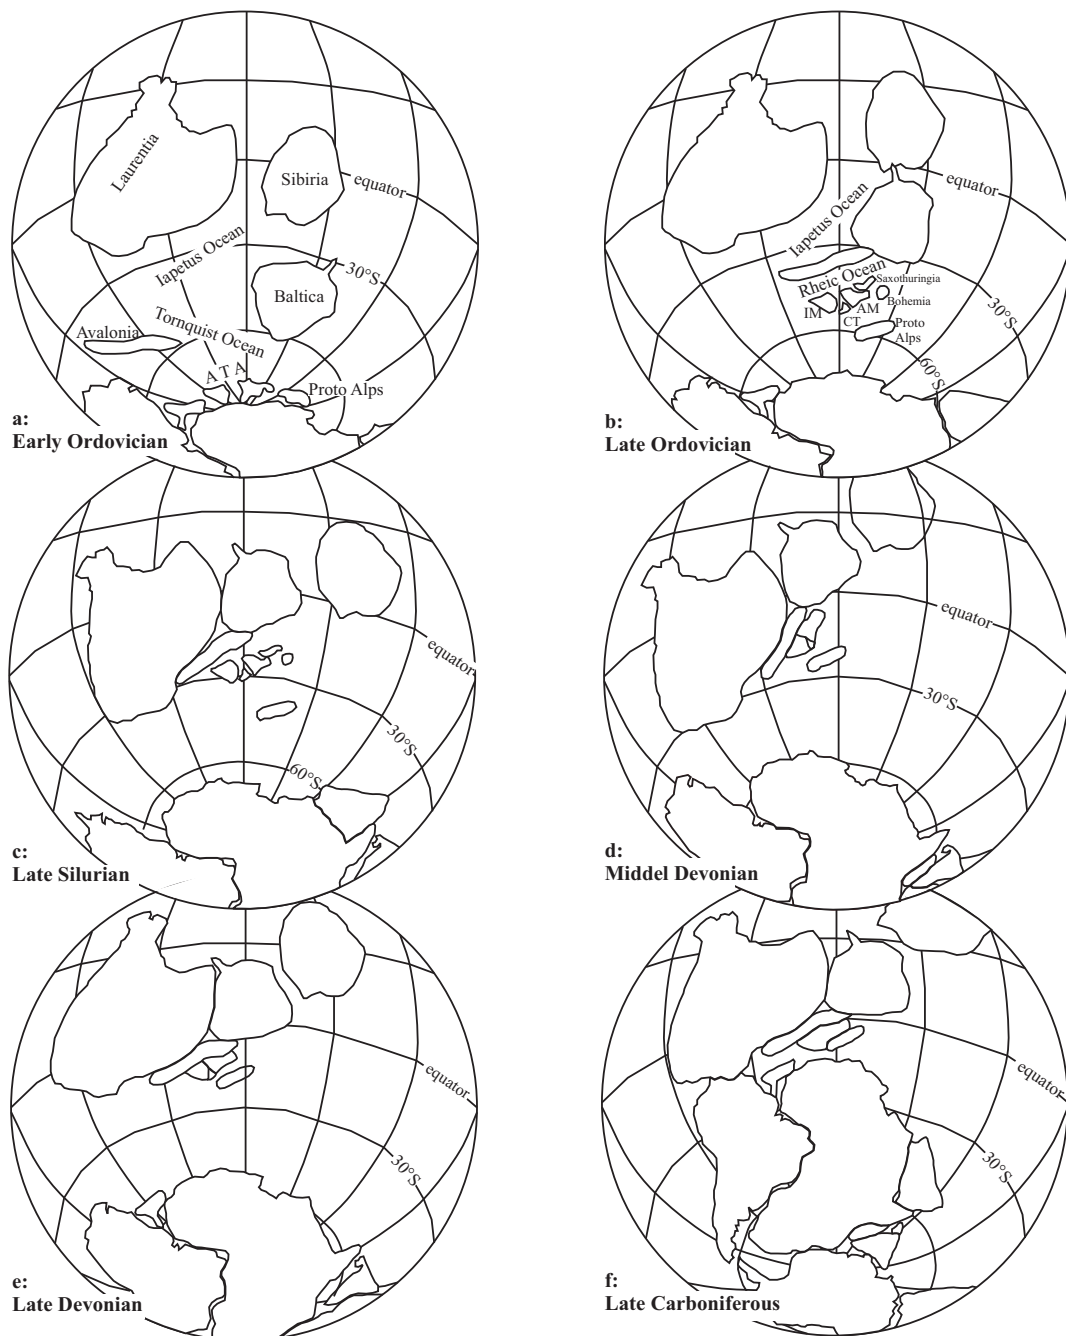 Laurentia
Sibiria
equator
Iapetus Ocean
30°S
Baltica
Tornquist Ocean
Avalonia
A T A
Proto Alps
a:
Early Ordovician
equator
Iapetus Ocean
Rheic Ocean
Saxothuringia
Bohemia
IM
AM
CT
Proto
Alps
30°S
60°S
b:
Late Ordovician
equator
30°S
60°S
c:
Late Silurian
equator
30°S
d:
Middel Devonian
equator
30°S
e:
Late Devonian
equator
30°S
f:
Late Carboniferous